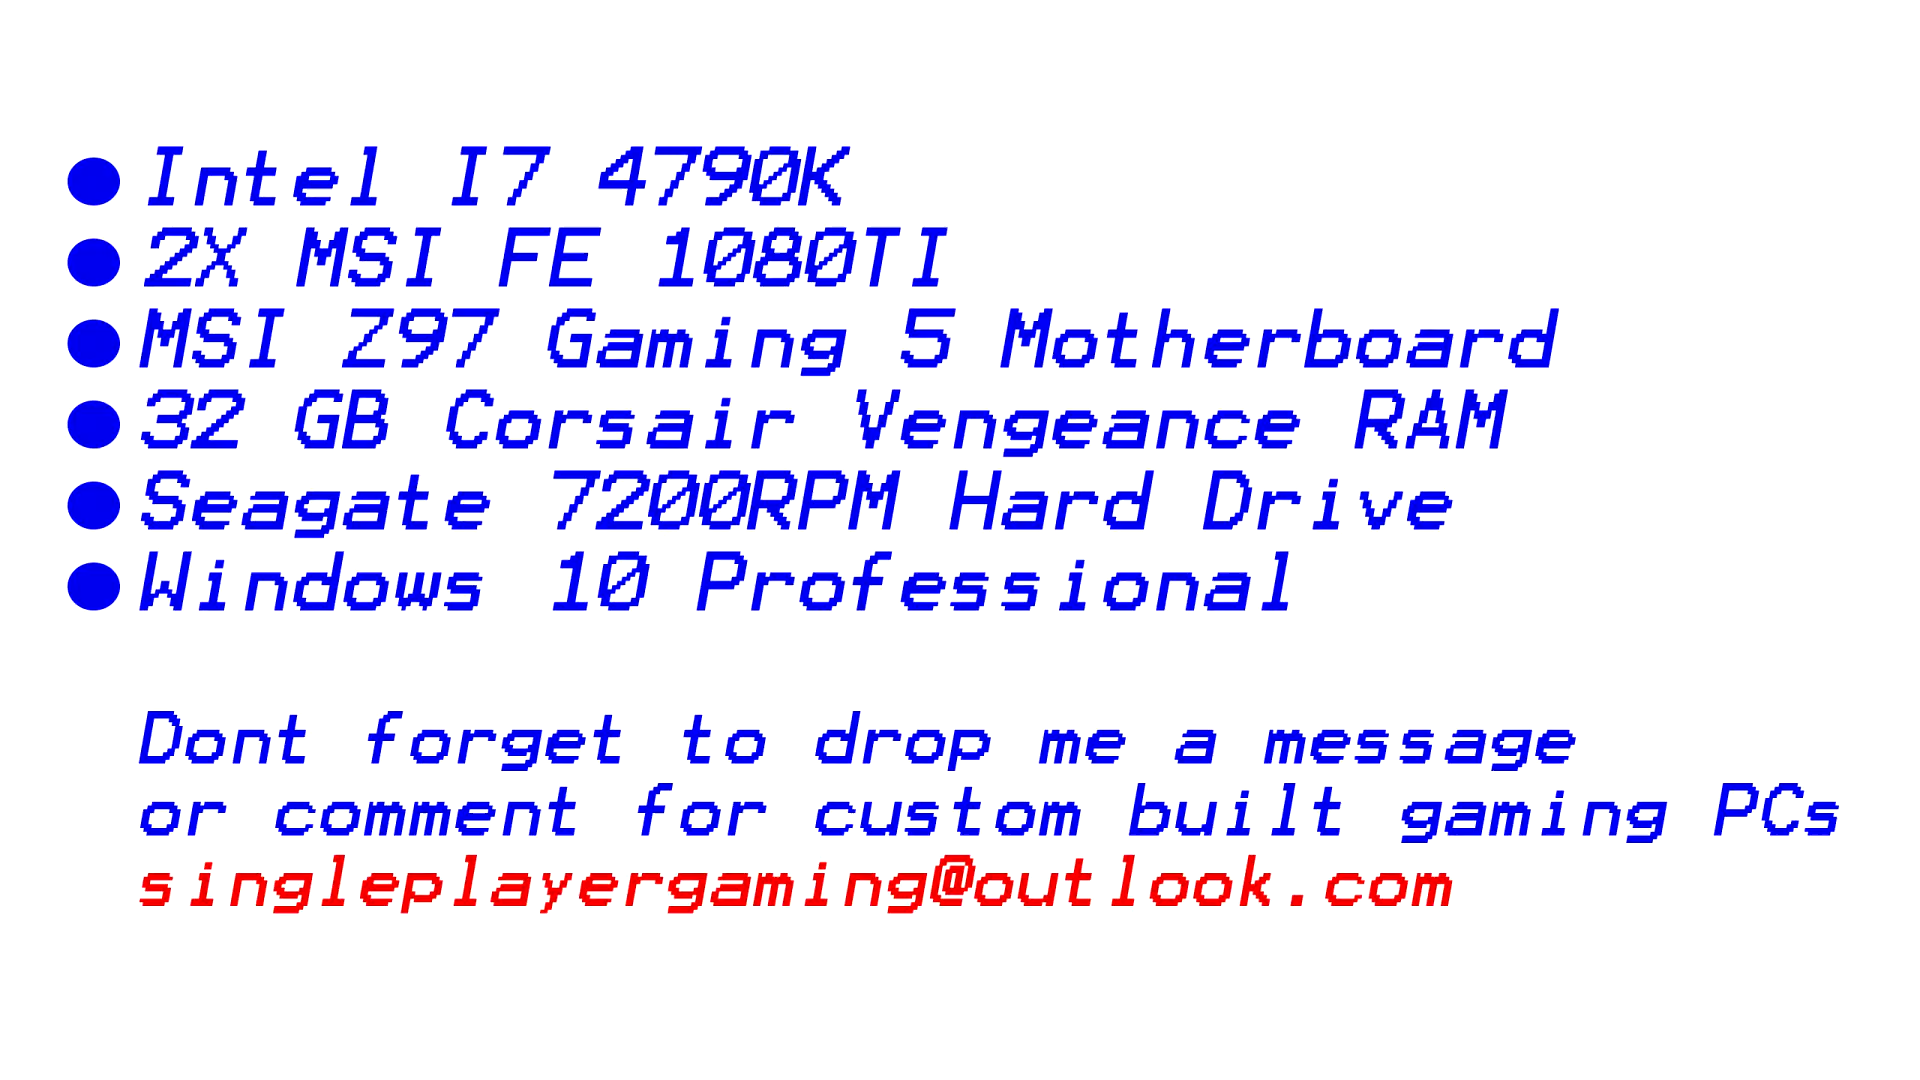 ● Intel I7 4790K
● 2X MSI FE 1080TI
● MSI Z97 Gaming 5 Motherboard
● 32 GB Corsair Vengeance RAM
● Seagate 7200RPM Hard Drive
● Windows 10 Professional
Dont forget to drop me a message
or comment for custom built gaming PCs
singleplayergaming@outlook.com